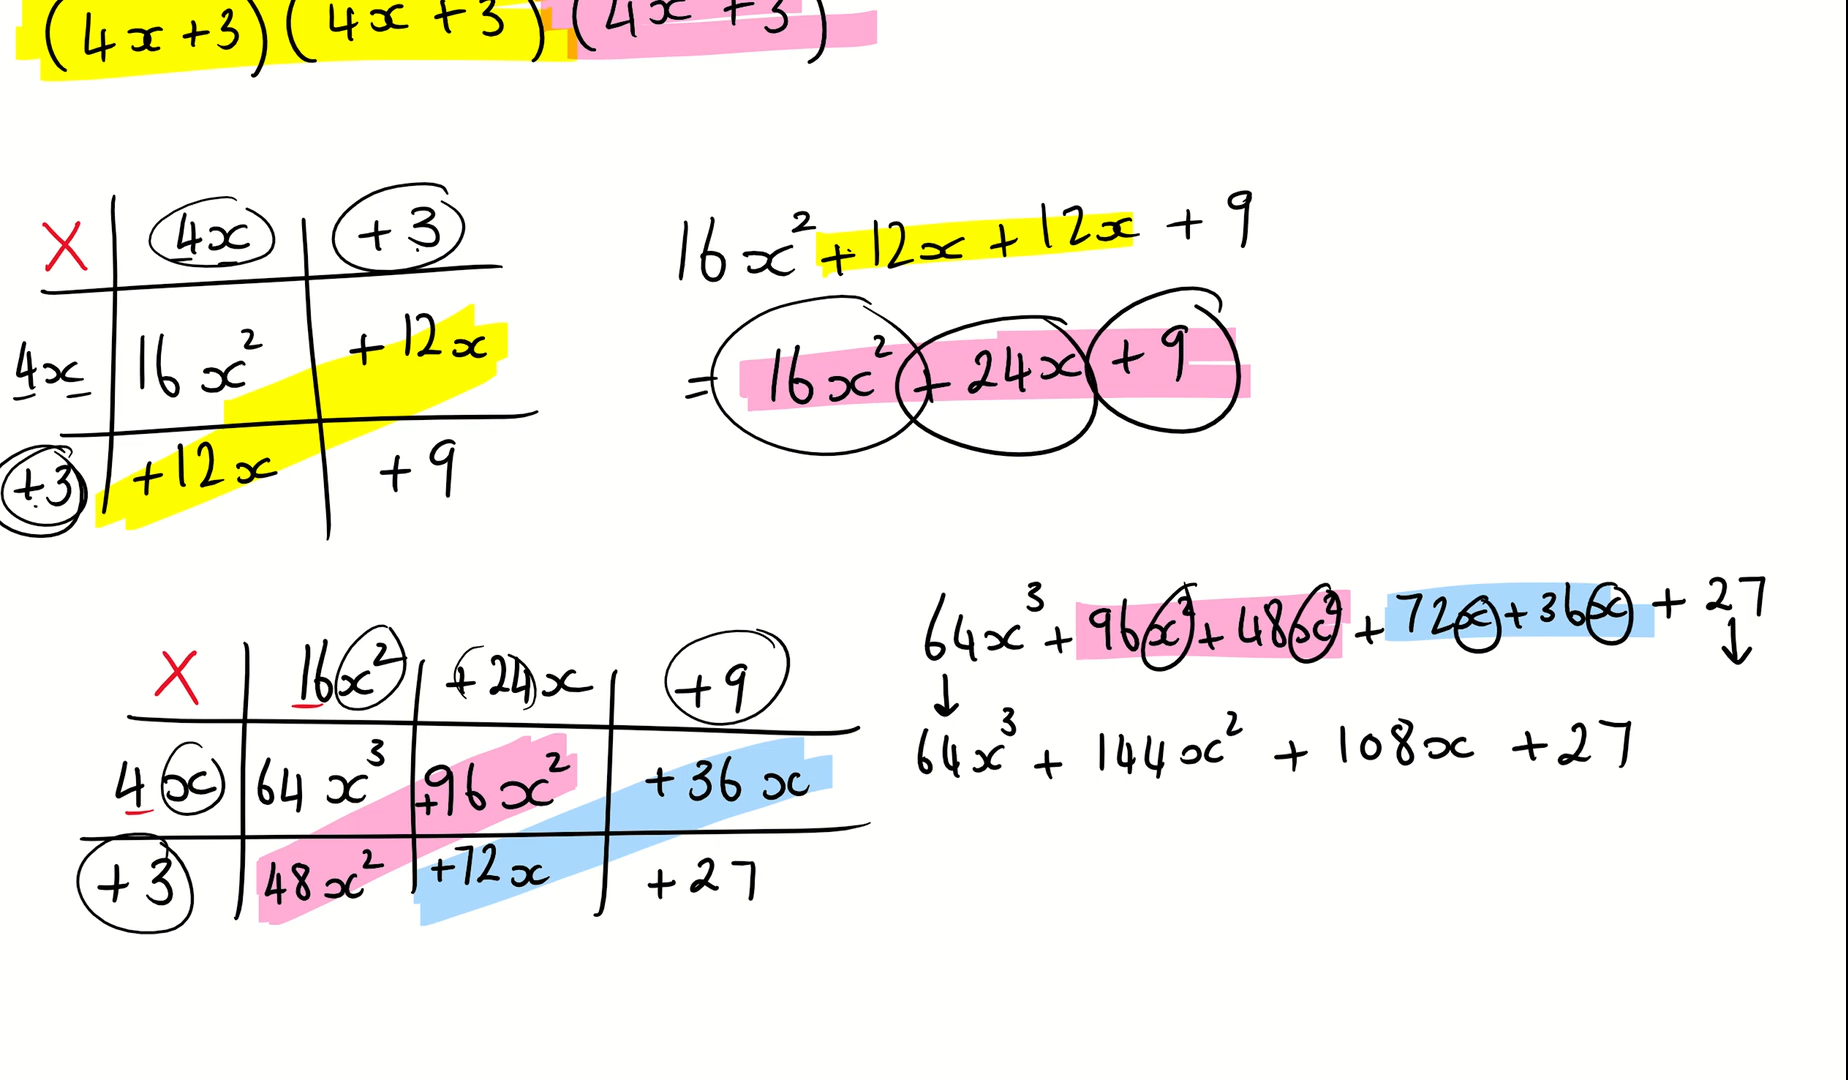 (4x+3)(4x+3)(4x+3)
X 4x +3
4x 16x² +12x
+3 +12x +9
16x² +12x + 12x + 9
= 16x² + 24x + 9
X 16x² +24x +9
4x 64x³ +96x² +36x
+3 48x² +72x +27
64x³ + 96x² + 48x² + 72x + 36x + 27
64x³ + 144x² + 108x + 27